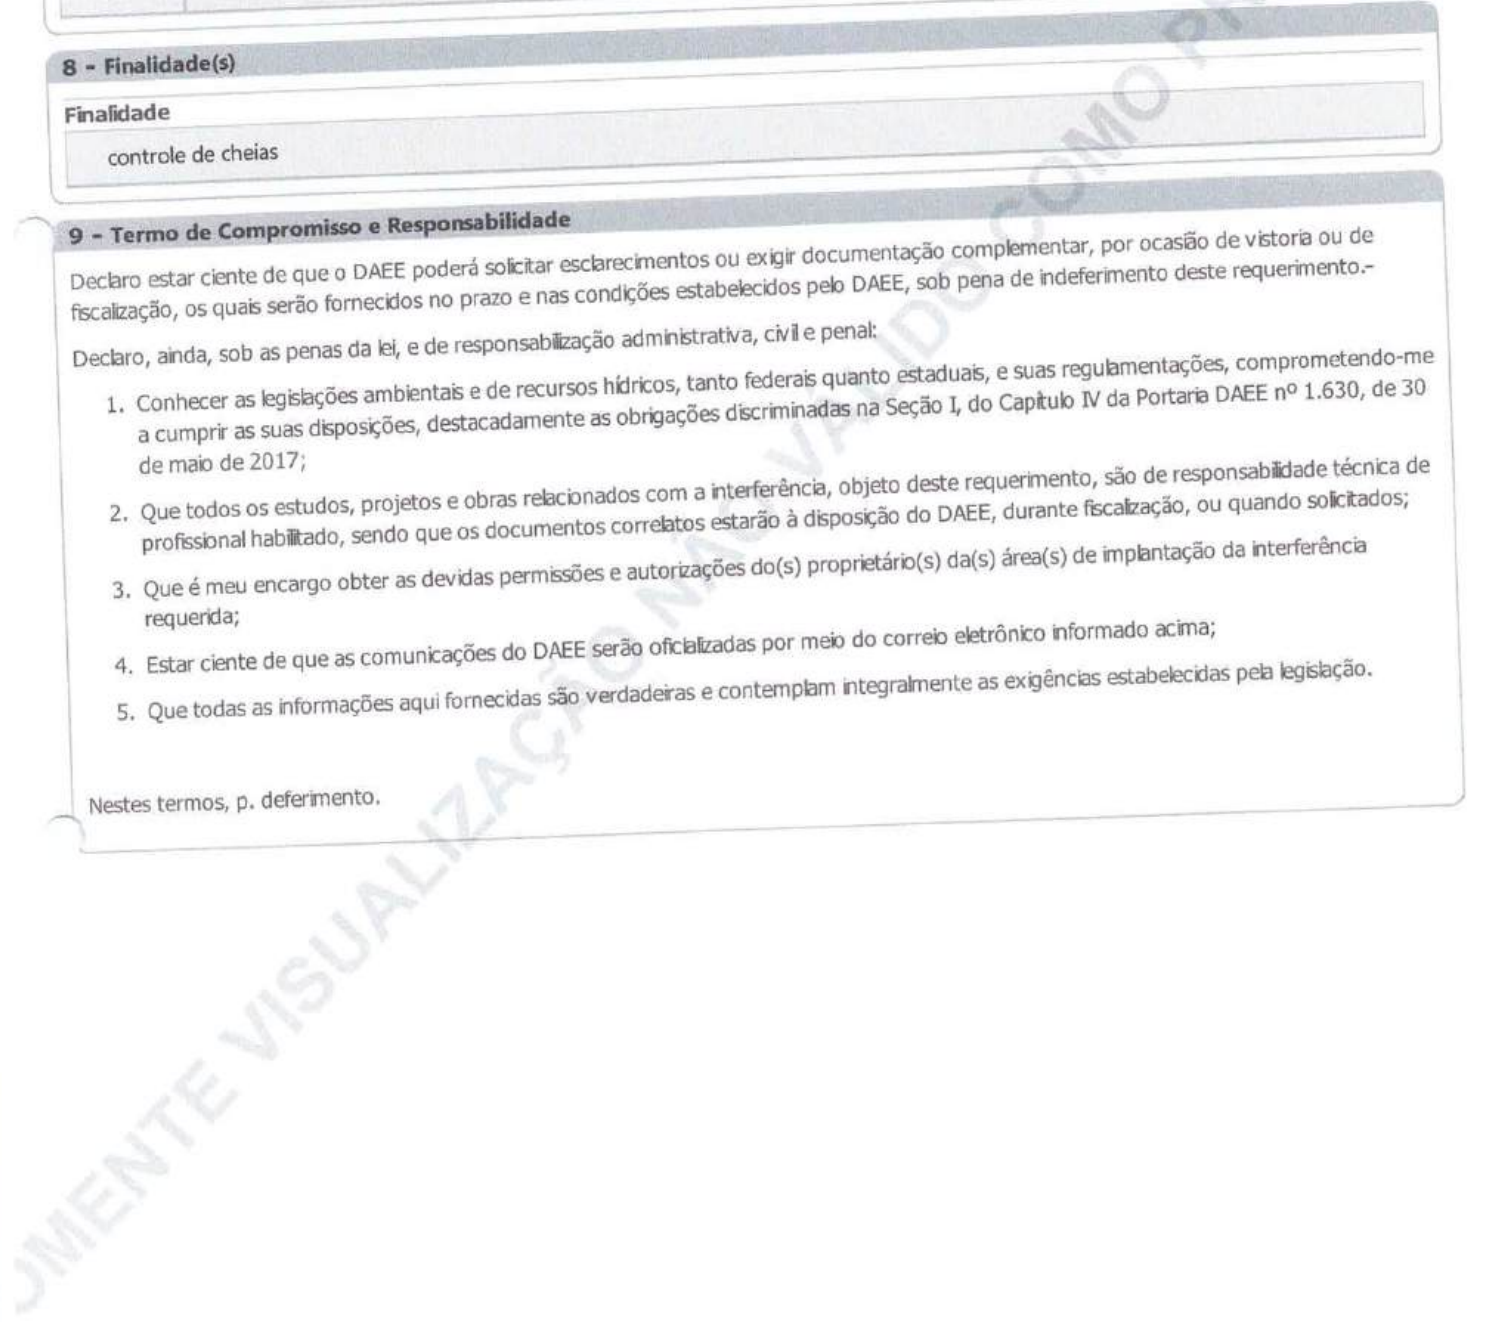 8 - Finalidade(s)
Finalidade
controle de cheias
9 - Termo de Compromisso e Responsabilidade
Declaro estar ciente de que o DAEE poderá solicitar esclarecimentos ou exigir documentação complementar, por ocasião de vistoria ou de
fiscalização, os quais serão fornecidos no prazo e nas condições estabelecidos pelo DAEE, sob pena de indeferimento deste requerimento.-
Declaro, ainda, sob as penas da lei, e de responsabilização administrativa, civil e penal:
1. Conhecer as legislações ambientais e de recursos hídricos, tanto federais quanto estaduais, e suas regulamentações, comprometendo-me
a cumprir as suas disposições, destacadamente as obrigações discriminadas na Seção I, do Capítulo IV da Portaria DAEE nº 1.630, de 30
de maio de 2017;
2. Que todos os estudos, projetos e obras relacionados com a interferência, objeto deste requerimento, são de responsabilidade técnica de
profissional habilitado, sendo que os documentos correlatos estarão à disposição do DAEE, durante fiscalização, ou quando solicitados;
3. Que é meu encargo obter as devidas permissões e autorizações do(s) proprietário(s) da(s) área(s) de implantação da interferência
requerida;
4. Estar ciente de que as comunicações do DAEE serão oficializadas por meio do correio eletrônico informado acima;
5. Que todas as informações aqui fornecidas são verdadeiras e contemplam integralmente as exigências estabelecidas pela legislação.
Nestes termos, p. deferimento.
OMENTE VISUALIZAÇÃO NÃO VÁLIDO COMO PR